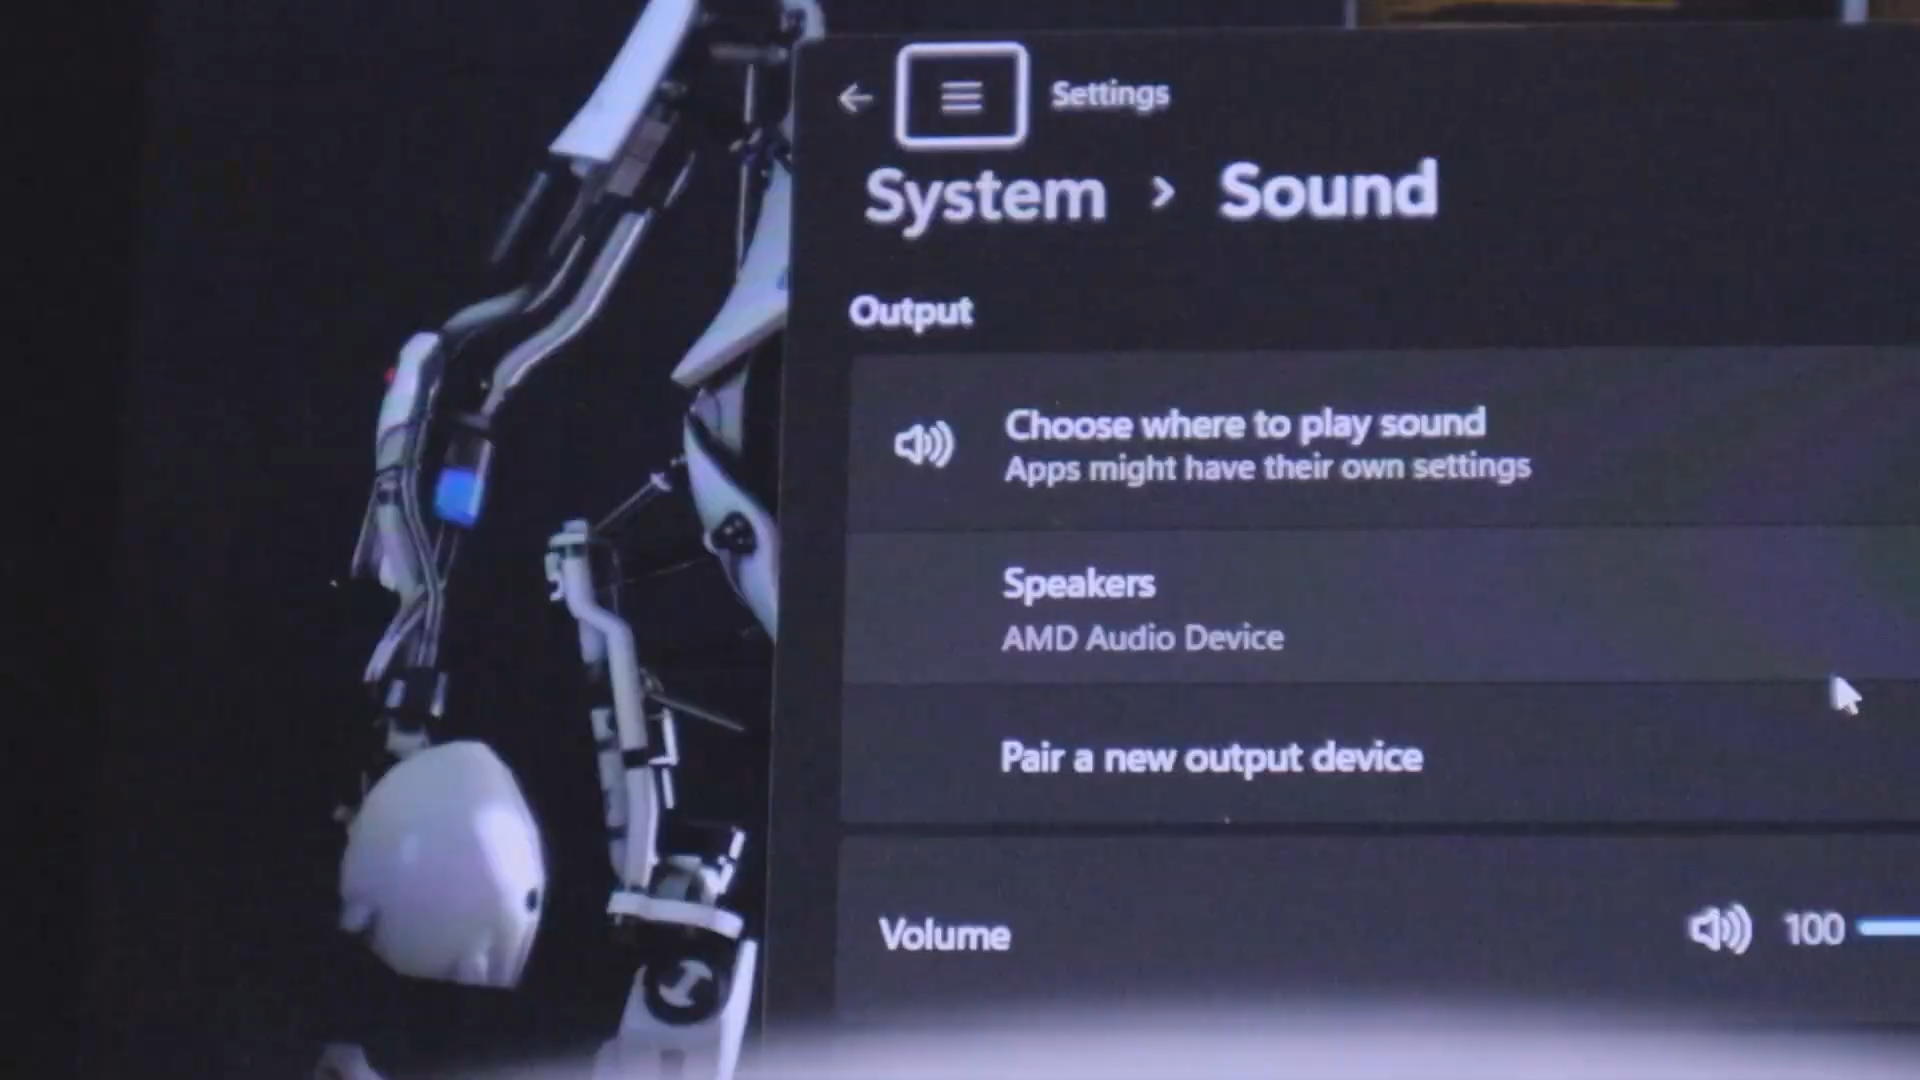 Settings
System > Sound
Output
Choose where to play sound
Apps might have their own settings
Speakers
AMD Audio Device
Pair a new output device
Volume
100